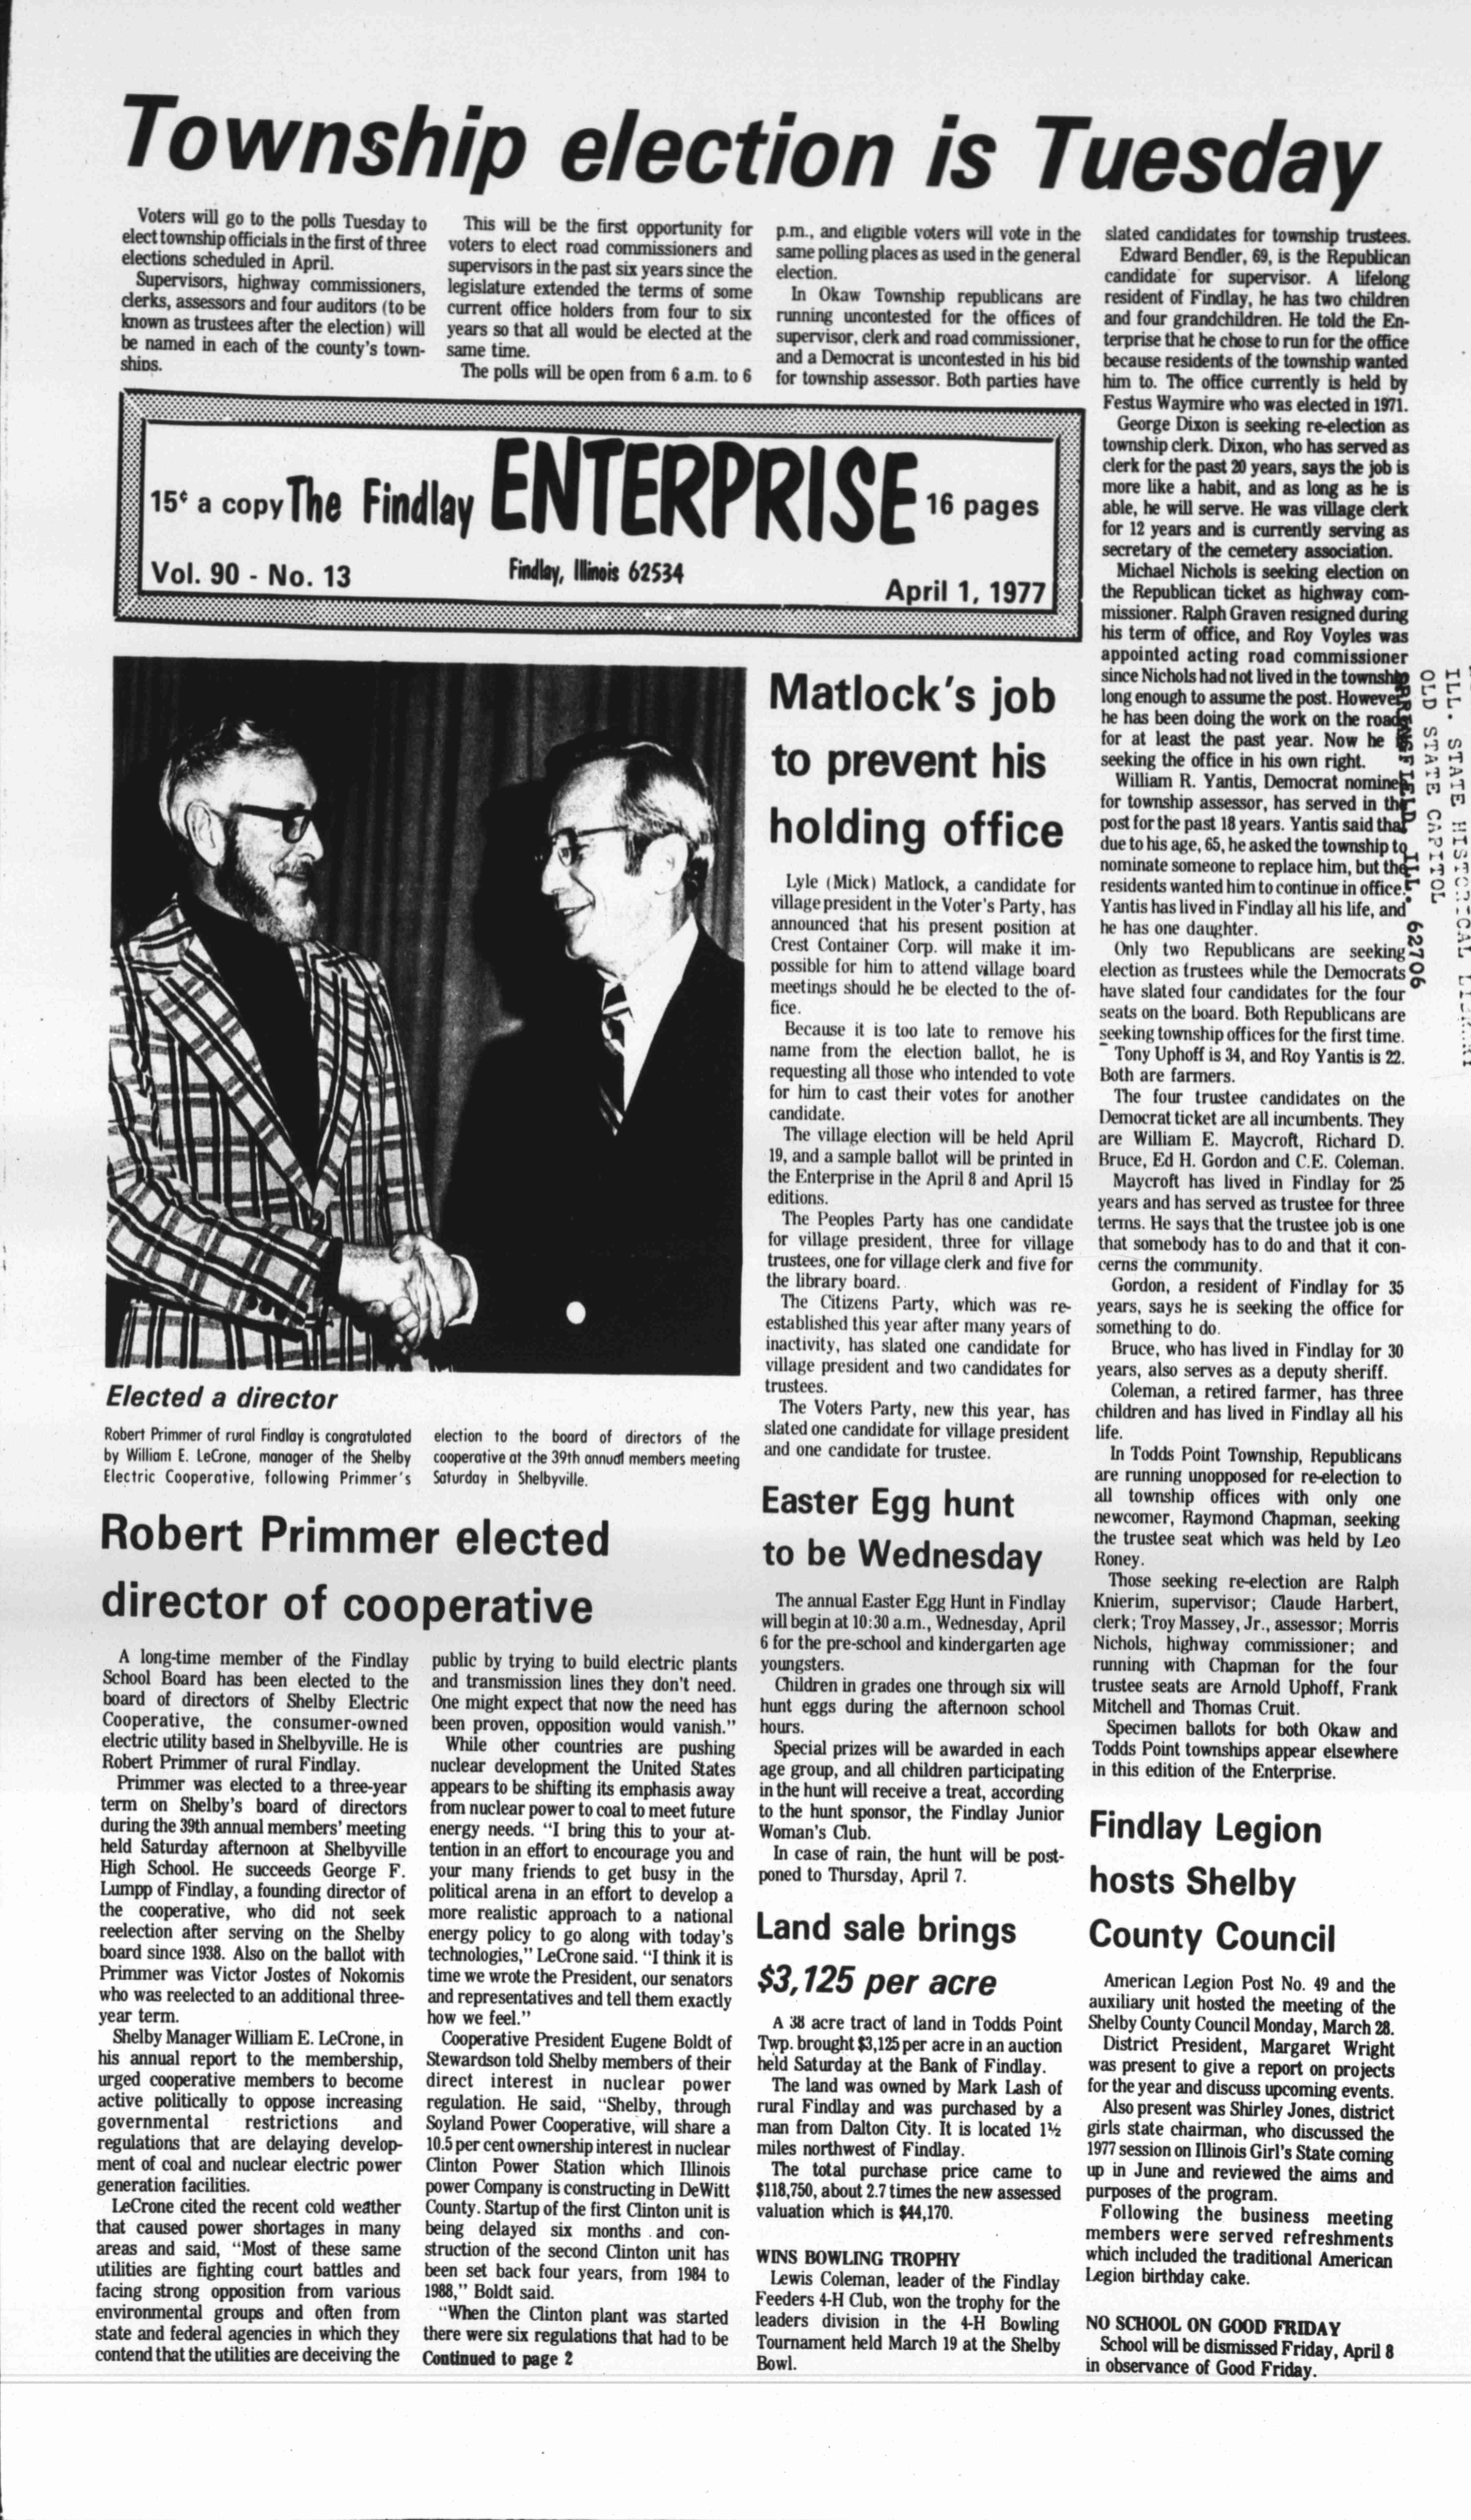 Township election is Tuesday
Voters will go to the polls Tuesday to
elect township officials in the first of three
elections scheduled in April.
Supervisors, highway commissioners,
clerks, assessors and four auditors (to be
known as trustees after the election) will
be named in each of the county's town-
ships.
This will be the first opportunity for
voters to elect road commissioners and
supervisors in the past six years since the
legislature extended the terms of some
current office holders from four to six
years so that all would be elected at the
same time.
The polls will be open from 6 a.m. to 6
p.m., and eligible voters will vote in the
same polling places as used in the general
election.
In Okaw Township republicans are
running uncontested for the offices of
supervisor, clerk and road commissioner,
and a Democrat is uncontested in his bid
for township assessor. Both parties have
slated candidates for township trustees.
Edward Bendler, 69, is the Republican
candidate for supervisor. A lifelong
resident of Findlay, he has two children
and four grandchildren. He told the En-
terprise that he chose to run for the office
because residents of the township wanted
him to. The office currently is held by
Festus Waymire who was elected in 1971.
George Dixon is seeking re-election as
township clerk. Dixon, who has served as
clerk for the past 20 years, says the job is
more like a habit, and as long as he is
able, he will serve. He was village clerk
for 12 years and is currently serving as
secretary of the cemetery association.
Michael Nichols is seeking election on
the Republican ticket as highway com-
missioner. Ralph Graven resigned during
his term of office, and Roy Voyles was
appointed acting road commissioner
since Nichols had not lived in the township
long enough to assume the post. However
he has been doing the work on the roads
for at least the past year. Now he
seeking the office in his own right.
William R. Yantis, Democrat nominee
for township assessor, has served in the
post for the past 18 years. Yantis said that
due to his age, 65, he asked the township to
nominate someone to replace him, but the
residents wanted him to continue in office.
Yantis has lived in Findlay all his life, and
he has one daughter.
Only two Republicans are seeking
election as trustees while the Democrats
have slated four candidates for the four
seats on the board. Both Republicans are
seeking township offices for the first time.
Tony Uphoff is 34, and Roy Yantis is 22.
Both are farmers.
The four trustee candidates on the
Democrat ticket are all incumbents. They
are William E. Maycroft, Richard D.
Bruce, Ed H. Gordon and C.E. Coleman.
Maycroft has lived in Findlay for 25
years and has served as trustee for three
terms. He says that the trustee job is one
that somebody has to do and that it con-
cerns the community.
Gordon, a resident of Findlay for 35
years, says he is seeking the office for
something to do.
Bruce, who has lived in Findlay for 30
years, also serves as a deputy sheriff.
Coleman, a retired farmer, has three
children and has lived in Findlay all his
life.
In Todds Point Township, Republicans
are running unopposed for re-election to
all township offices with only one
newcomer, Raymond Chapman, seeking
the trustee seat which was held by Leo
Roney.
Those seeking re-election are Ralph
Knierim, supervisor; Claude Harbert,
clerk; Troy Massey, Jr., assessor; Morris
Nichols, highway commissioner; and
running with Chapman for the four
trustee seats are Arnold Uphoff, Frank
Mitchell and Thomas Cruit.
Specimen ballots for both Okaw and
Todds Point townships appear elsewhere
in this edition of the Enterprise.
15¢ a copy The Findlay ENTERPRISE 16 pages
Vol. 90 - No. 13 Findlay, Illinois 62534 April 1, 1977
ILL. STATE HISTORICAL
OLD STATE CAPITOL
SPRINGFIELD ILL. 62706
Elected a director
Robert Primmer of rural Findlay is congratulated
by William E. LeCrone, manager of the Shelby
Electric Cooperative, following Primmer's
election to the board of directors of the
cooperative at the 39th annual members meeting
Saturday in Shelbyville.
Robert Primmer elected
director of cooperative
A long-time member of the Findlay
School Board has been elected to the
board of directors of Shelby Electric
Cooperative, the consumer-owned
electric utility based in Shelbyville. He is
Robert Primmer of rural Findlay.
Primmer was elected to a three-year
term on Shelby's board of directors
during the 39th annual members' meeting
held Saturday afternoon at Shelbyville
High School. He succeeds George F.
Lumpp of Findlay, a founding director of
the cooperative, who did not seek
reelection after serving on the Shelby
board since 1938. Also on the ballot with
Primmer was Victor Jostes of Nokomis
who was reelected to an additional three-
year term.
Shelby Manager William E. LeCrone, in
his annual report to the membership,
urged cooperative members to become
active politically to oppose increasing
governmental restrictions and
regulations that are delaying develop-
ment of coal and nuclear electric power
generation facilities.
LeCrone cited the recent cold weather
that caused power shortages in many
areas and said, "Most of these same
utilities are fighting court battles and
facing strong opposition from various
environmental groups and often from
state and federal agencies in which they
contend that the utilities are deceiving the
public by trying to build electric plants
and transmission lines they don't need.
One might expect that now the need has
been proven, opposition would vanish."
While other countries are pushing
nuclear development the United States
appears to be shifting its emphasis away
from nuclear power to coal to meet future
energy needs. "I bring this to your at-
tention in an effort to encourage you and
your many friends to get busy in the
political arena in an effort to develop a
more realistic approach to a national
energy policy to go along with today's
technologies," LeCrone said. "I think it is
time we wrote the President, our senators
and representatives and tell them exactly
how we feel."
Cooperative President Eugene Boldt of
Stewardson told Shelby members of their
direct interest in nuclear power
regulation. He said, "Shelby, through
Soyland Power Cooperative, will share a
10.5 per cent ownership interest in nuclear
Clinton Power Station which Illinois
power Company is constructing in DeWitt
County. Startup of the first Clinton unit is
being delayed six months and con-
struction of the second Clinton unit has
been set back four years, from 1984 to
1988," Boldt said.
"When the Clinton plant was started
there were six regulations that had to be
Continued to page 2
Matlock's job
to prevent his
holding office
Lyle (Mick) Matlock, a candidate for
village president in the Voter's Party, has
announced that his present position at
Crest Container Corp. will make it im-
possible for him to attend village board
meetings should he be elected to the of-
fice.
Because it is too late to remove his
name from the election ballot, he is
requesting all those who intended to vote
for him to cast their votes for another
candidate.
The village election will be held April
19, and a sample ballot will be printed in
the Enterprise in the April 8 and April 15
editions.
The Peoples Party has one candidate
for village president, three for village
trustees, one for village clerk and five for
the library board.
The Citizens Party, which was re-
established this year after many years of
inactivity, has slated one candidate for
village president and two candidates for
trustees.
The Voters Party, new this year, has
slated one candidate for village president
and one candidate for trustee.
Easter Egg hunt
to be Wednesday
The annual Easter Egg Hunt in Findlay
will begin at 10:30 a.m., Wednesday, April
6 for the pre-school and kindergarten age
youngsters.
Children in grades one through six will
hunt eggs during the afternoon school
hours.
Special prizes will be awarded in each
age group, and all children participating
in the hunt will receive a treat, according
to the hunt sponsor, the Findlay Junior
Woman's Club.
In case of rain, the hunt will be post-
poned to Thursday, April 7.
Land sale brings
$3,125 per acre
A 38 acre tract of land in Todds Point
Twp. brought $3,125 per acre in an auction
held Saturday at the Bank of Findlay.
The land was owned by Mark Lash of
rural Findlay and was purchased by a
man from Dalton City. It is located 1½
miles northwest of Findlay.
The total purchase price came to
$118,750, about 2.7 times the new assessed
valuation which is $44,170.
WINS BOWLING TROPHY
Lewis Coleman, leader of the Findlay
Feeders 4-H Club, won the trophy for the
leaders division in the 4-H Bowling
Tournament held March 19 at the Shelby
Bowl.
Findlay Legion
hosts Shelby
County Council
American Legion Post No. 49 and the
auxiliary unit hosted the meeting of the
Shelby County Council Monday, March 28.
District President, Margaret Wright
was present to give a report on projects
for the year and discuss upcoming events.
Also present was Shirley Jones, district
girls state chairman, who discussed the
1977 session on Illinois Girl's State coming
up in June and reviewed the aims and
purposes of the program.
Following the business meeting
members were served refreshments
which included the traditional American
Legion birthday cake.
NO SCHOOL ON GOOD FRIDAY
School will be dismissed Friday, April 8
in observance of Good Friday.